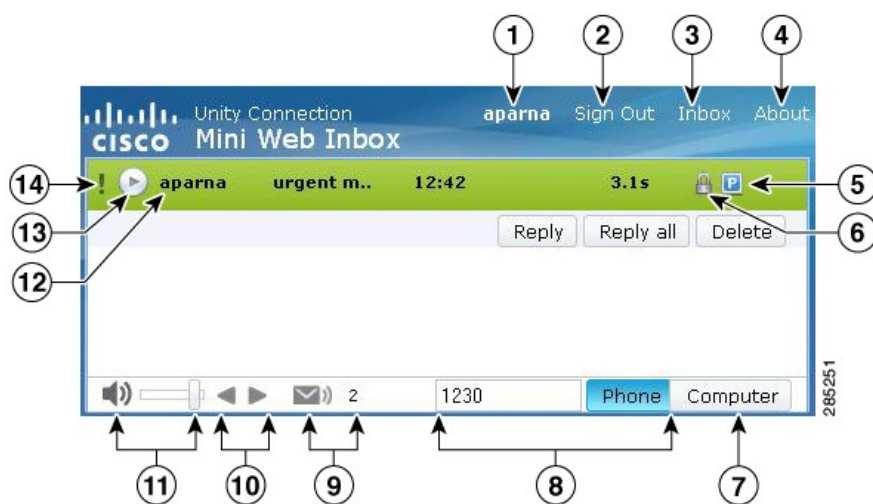 1 2 3 4
Unity Connection
aparna Sign Out Inbox About
CISCO Mini Web Inbox
14 ! aparna urgent m.. 12:42 3.1s P 5
13 Reply Reply all Delete 6
12
2 1230 Phone Computer
285251
11 10 9 8 7